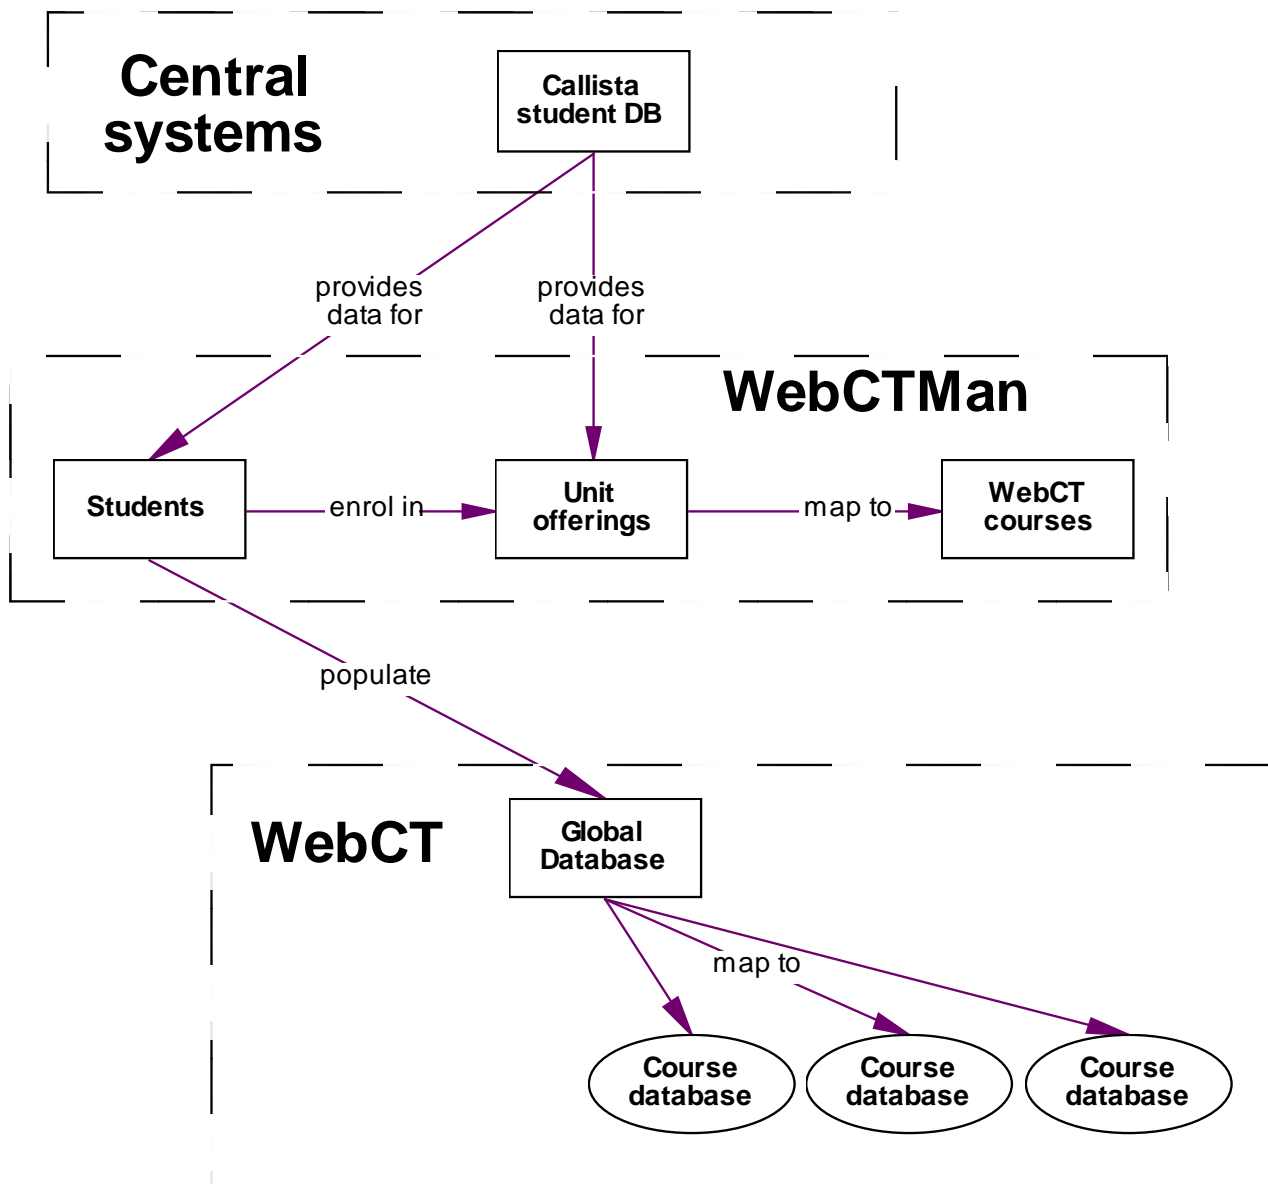 Central
systems
Callista
student DB
provides
data for
provides
data for
WebCTMan
Students
enrol in
Unit
offerings
map to
WebCT
courses
populate
WebCT
Global
Database
map to
Course
database
Course
database
Course
database